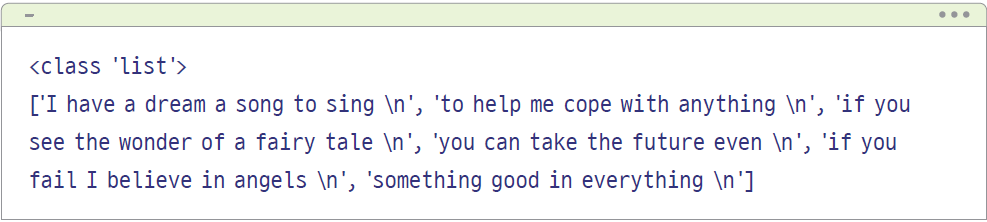 <class 'list'>
['I have a dream a song to sing \n', 'to help me cope with anything \n', 'if you
see the wonder of a fairy tale \n', 'you can take the future even \n', 'if you
fail I believe in angels \n', 'something good in everything \n']